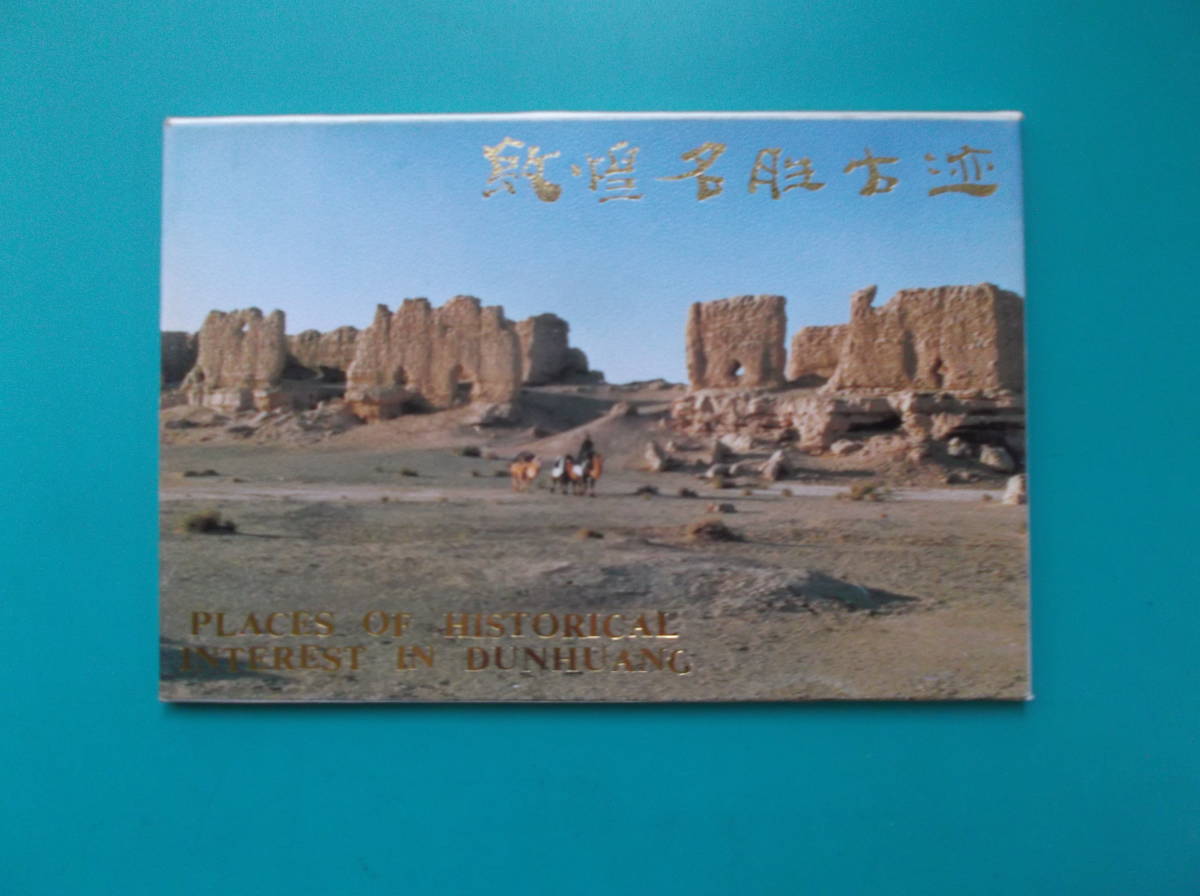 敦煌名胜古迹
PLACES OF HISTORICAL
INTEREST IN DUNHUANG